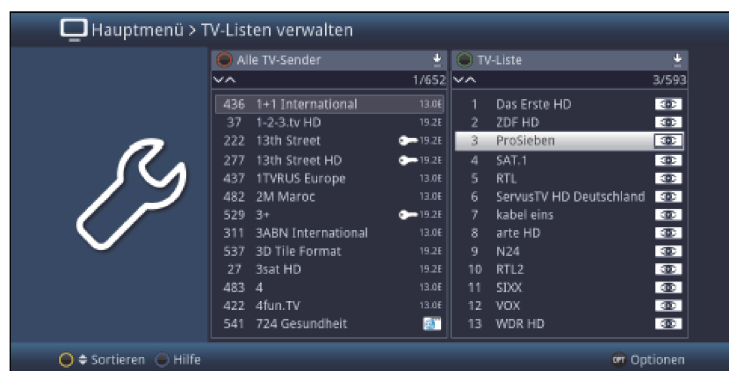 Hauptmenü > TV-Listen verwalten
Alle TV-Sender
1/652
436 1+1 International 13.0E
37 1-2-3.tv HD 19.2E
222 13th Street 19.2E
277 13th Street HD 19.2E
437 1TVRUS Europe 13.0E
482 2M Maroc 13.0E
529 3+ 19.2E
311 3ABN International 13.0E
537 3D Tile Format 19.2E
27 3sat HD 19.2E
483 4 13.0E
422 4fun.TV 13.0E
541 724 Gesundheit
TV-Liste
3/593
1 Das Erste HD
2 ZDF HD
3 ProSieben
4 SAT.1
5 RTL
6 ServusTV HD Deutschland
7 kabel eins
8 arte HD
9 N24
10 RTL2
11 SIXX
12 VOX
13 WDR HD
Sortieren Hilfe
OPT Optionen